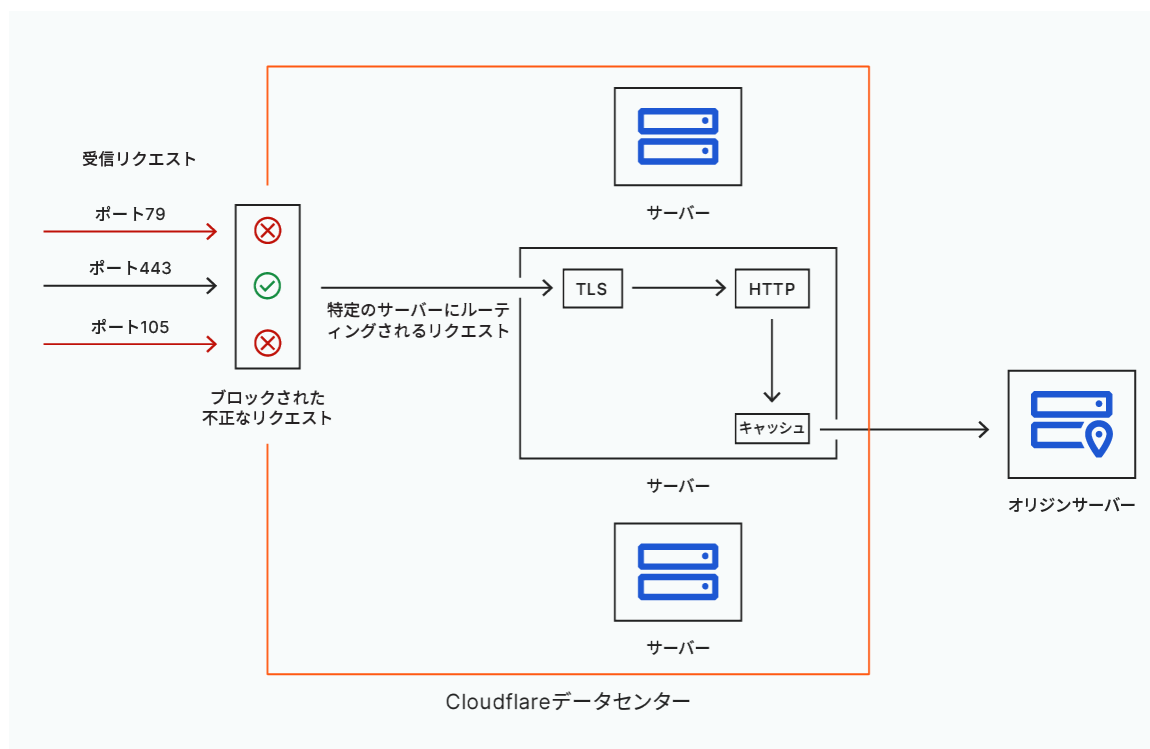 受信リクエスト
ポート79
ポート443
ポート105
ブロックされた
不正なリクエスト
特定のサーバーにルーテ
ィングされるリクエスト
サーバー
TLS
HTTP
キャッシュ
サーバー
サーバー
オリジンサーバー
Cloudflareデータセンター